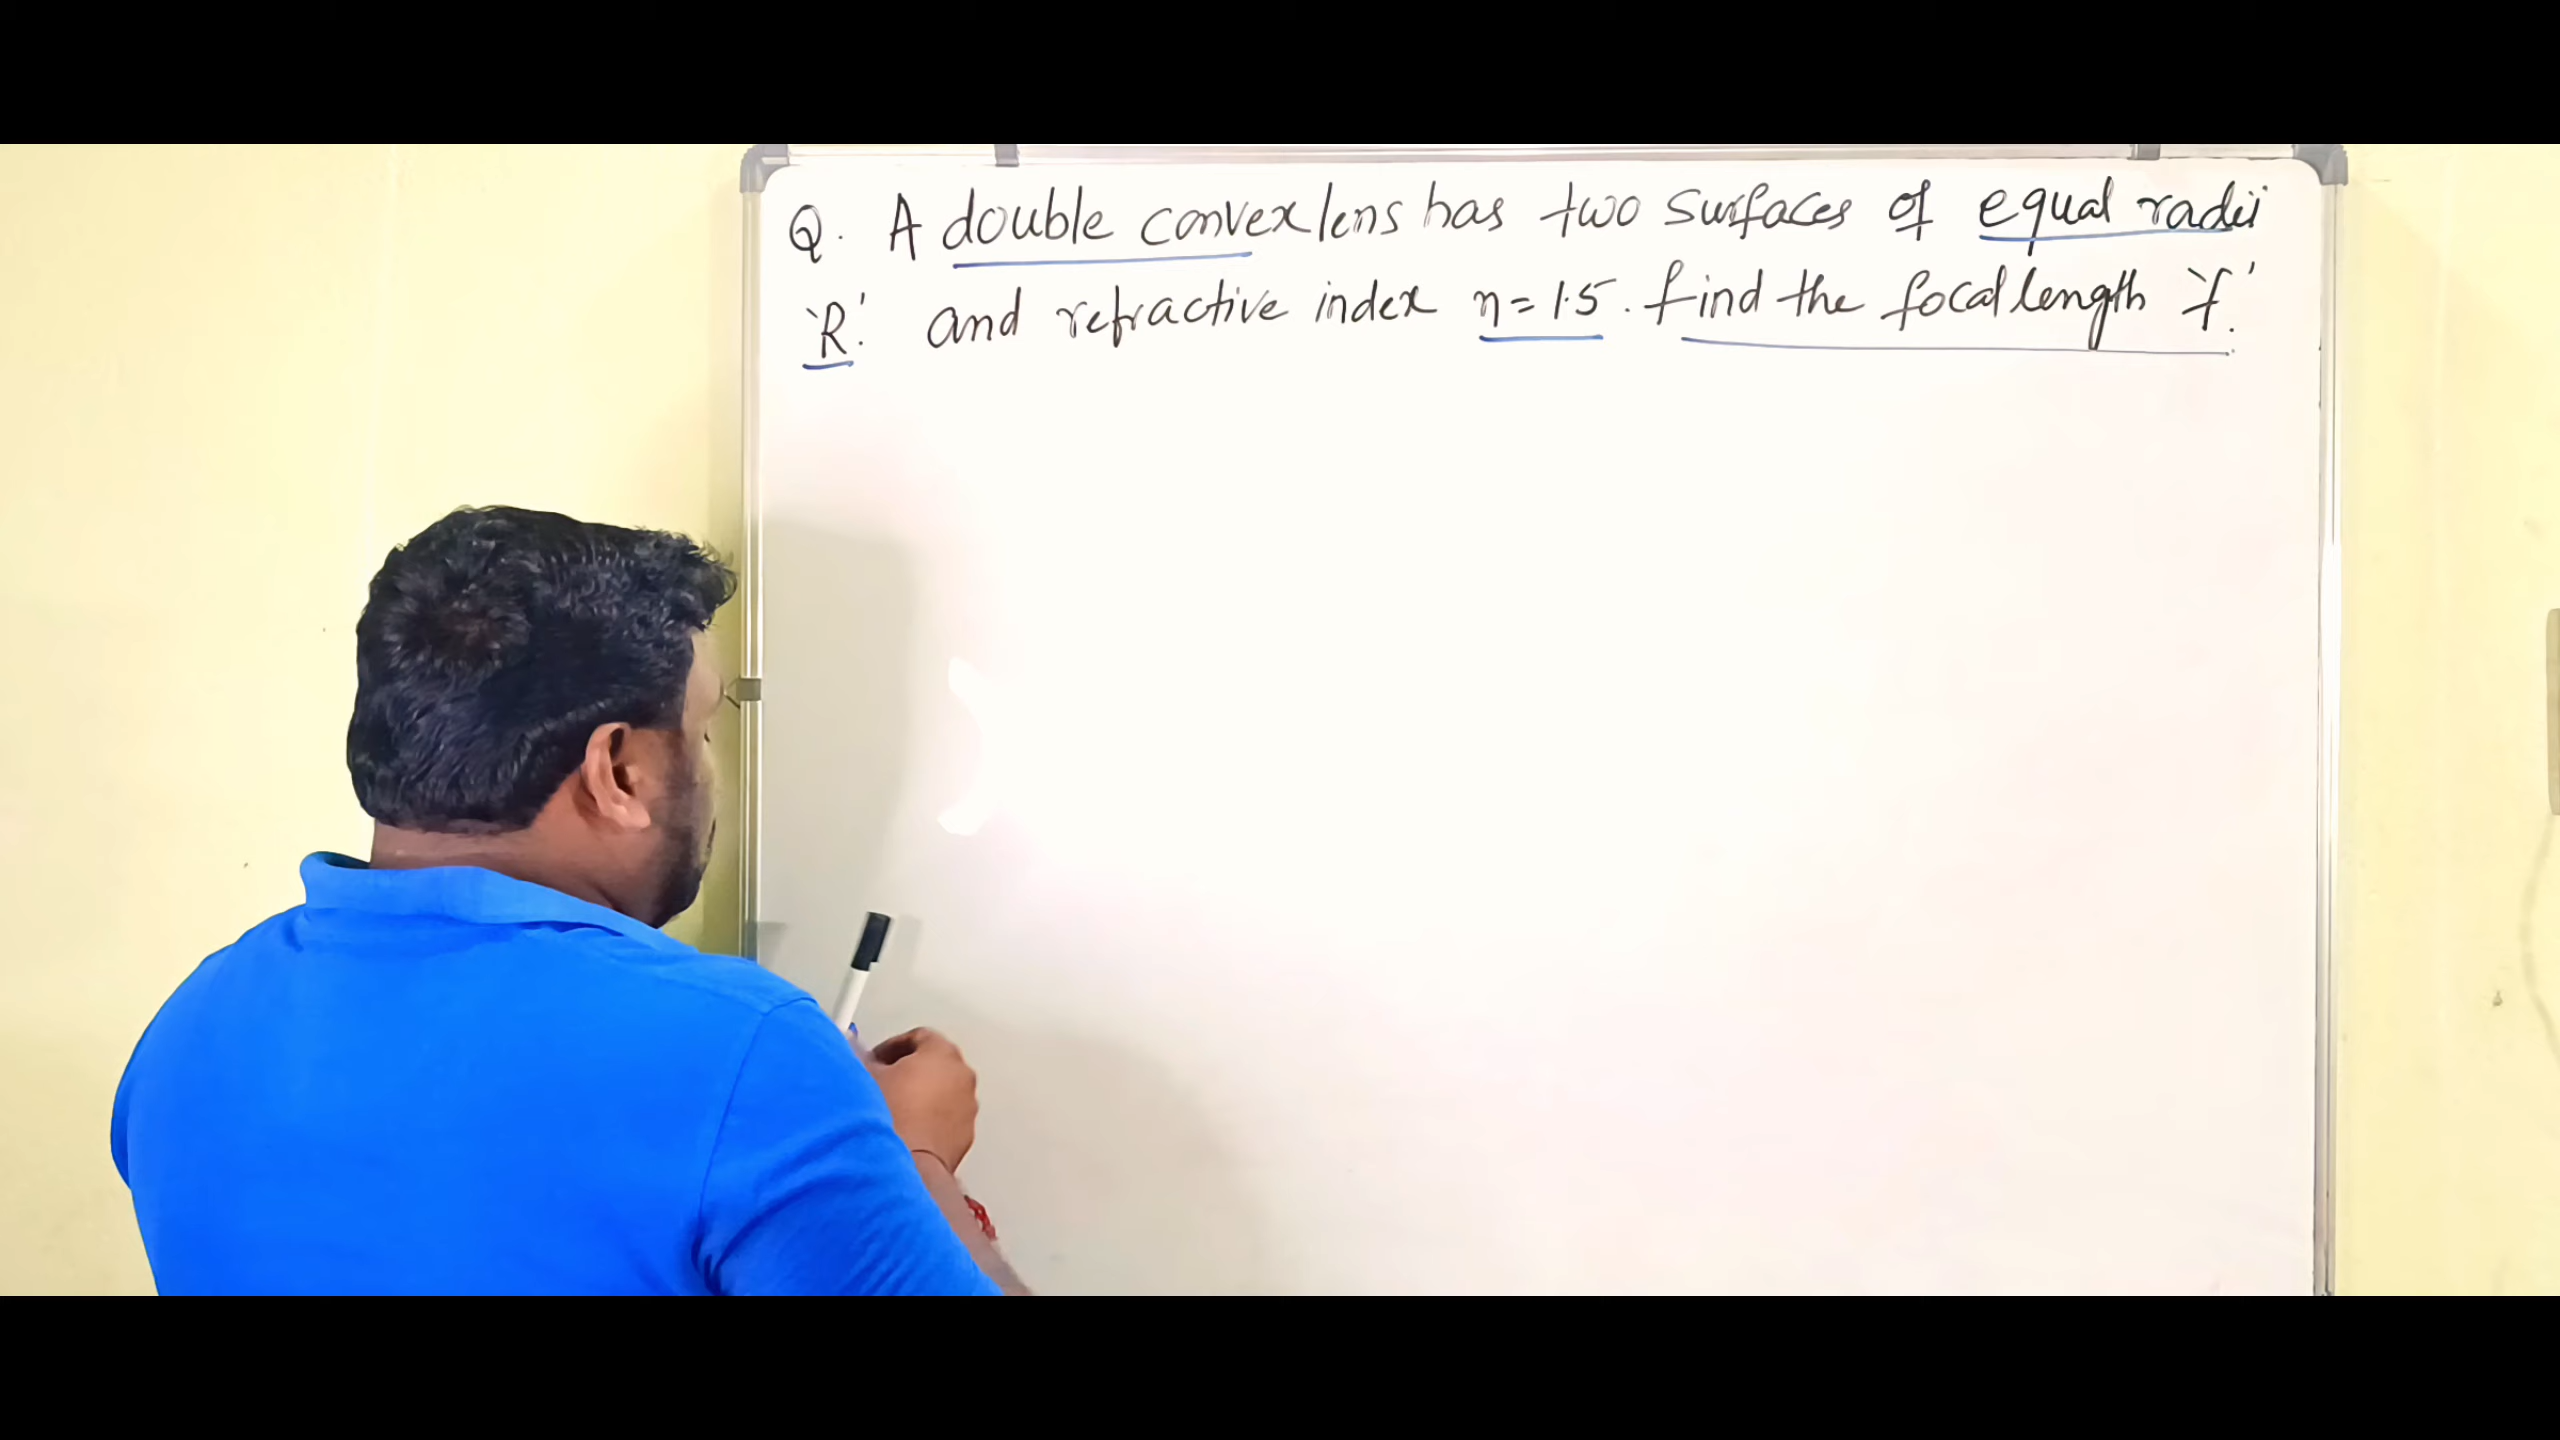 Q. A double convex lens has two surfaces of equal radii
`R'. and refractive index η = 1.5. find the focal length `f'.